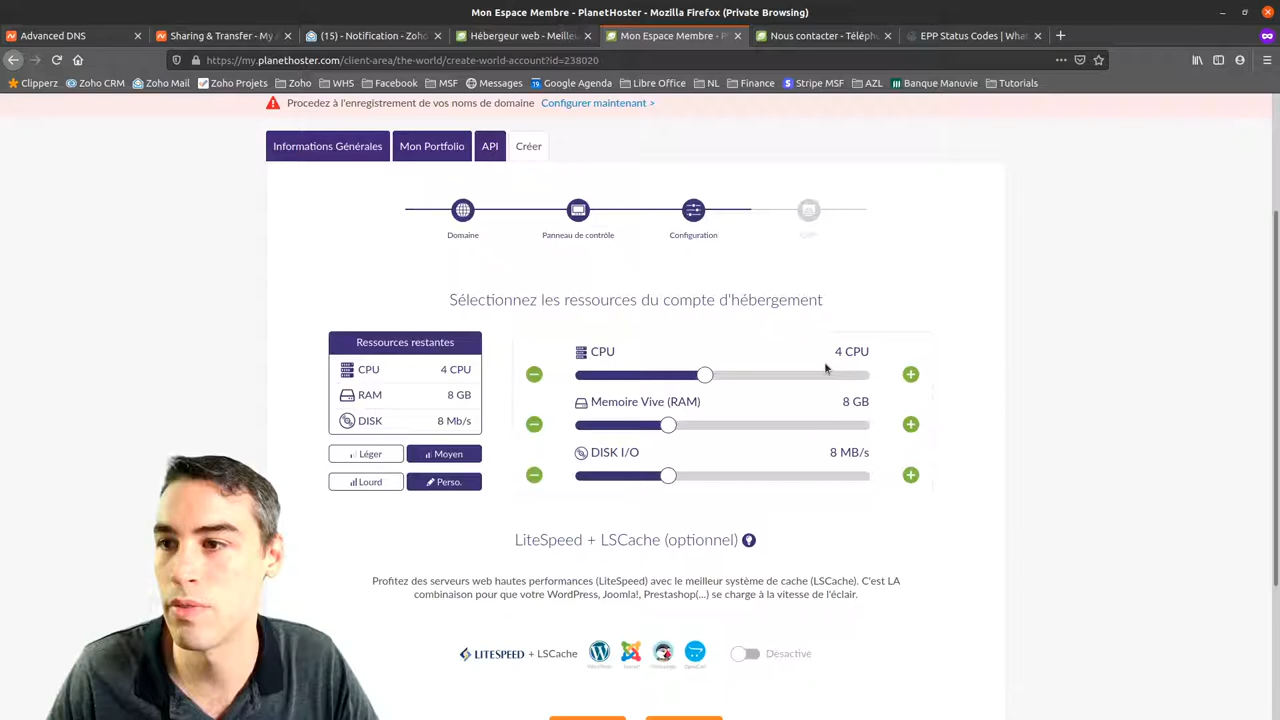 Mon Espace Membre - PlanetHoster - Mozilla Firefox (Private Browsing)
Advanced DNS
Sharing & Transfer - My A
(15) - Notification - Zoho
Hébergeur web - Meilleu
Mon Espace Membre - P
Nous contacter - Télépho
EPP Status Codes | What
https://my.planethoster.com/client-area/the-world/create-world-account?id=238020
Clipperz Zoho CRM Zoho Mail Zoho Projets Zoho WHS Facebook MSF Messages Google Agenda Libre Office NL Finance Stripe MSF AZL Banque Manuvie Tutorials
Procedez à l'enregistrement de vos noms de domaine Configurer maintenant >
Informations Générales Mon Portfolio API Créer
Domaine Panneau de contrôle Configuration
Sélectionnez les ressources du compte d'hébergement
Ressources restantes
CPU 4 CPU
RAM 8 GB
DISK 8 Mb/s
Léger Moyen
Lourd Perso.
CPU 4 CPU
Memoire Vive (RAM) 8 GB
DISK I/O 8 MB/s
LiteSpeed + LSCache (optionnel)
Profitez des serveurs web hautes performances (LiteSpeed) avec le meilleur système de cache (LSCache). C'est LA
combinaison pour que votre WordPress, Joomla!, Prestashop(...) se charge à la vitesse de l'éclair.
LITESPEED + LSCache
Désactivé